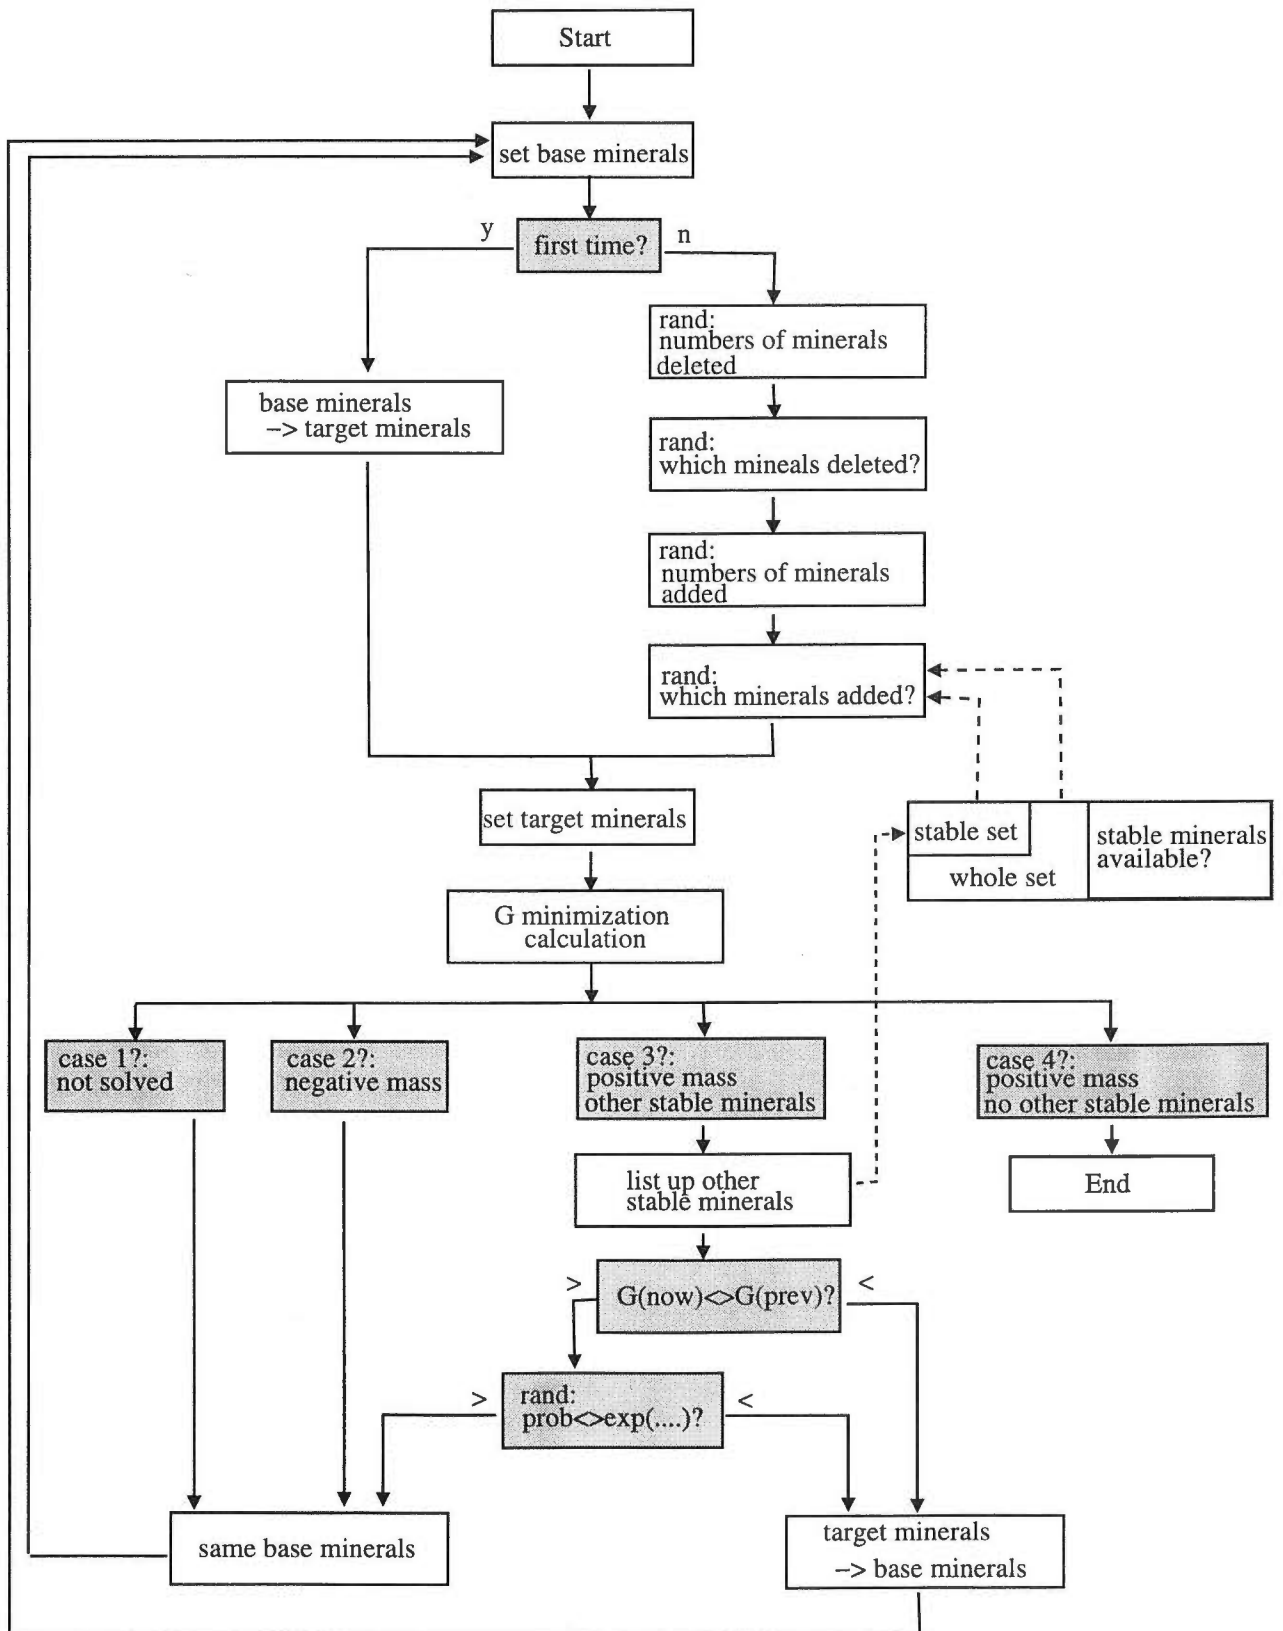 Start
set base minerals
y
first time?
n
rand:
numbers of minerals
deleted
base minerals
–> target minerals
rand:
which mineals deleted?
rand:
numbers of minerals
added
rand:
which minerals added?
set target minerals
stable set
whole set
stable minerals
available?
G minimization
calculation
case 1?:
not solved
case 2?:
negative mass
case 3?:
positive mass
other stable minerals
case 4?:
positive mass
no other stable minerals
list up other
stable minerals
End
>
G(now)<>G(prev)?
<
>
rand:
prob<>exp(....)?
<
same base minerals
target minerals
–> base minerals